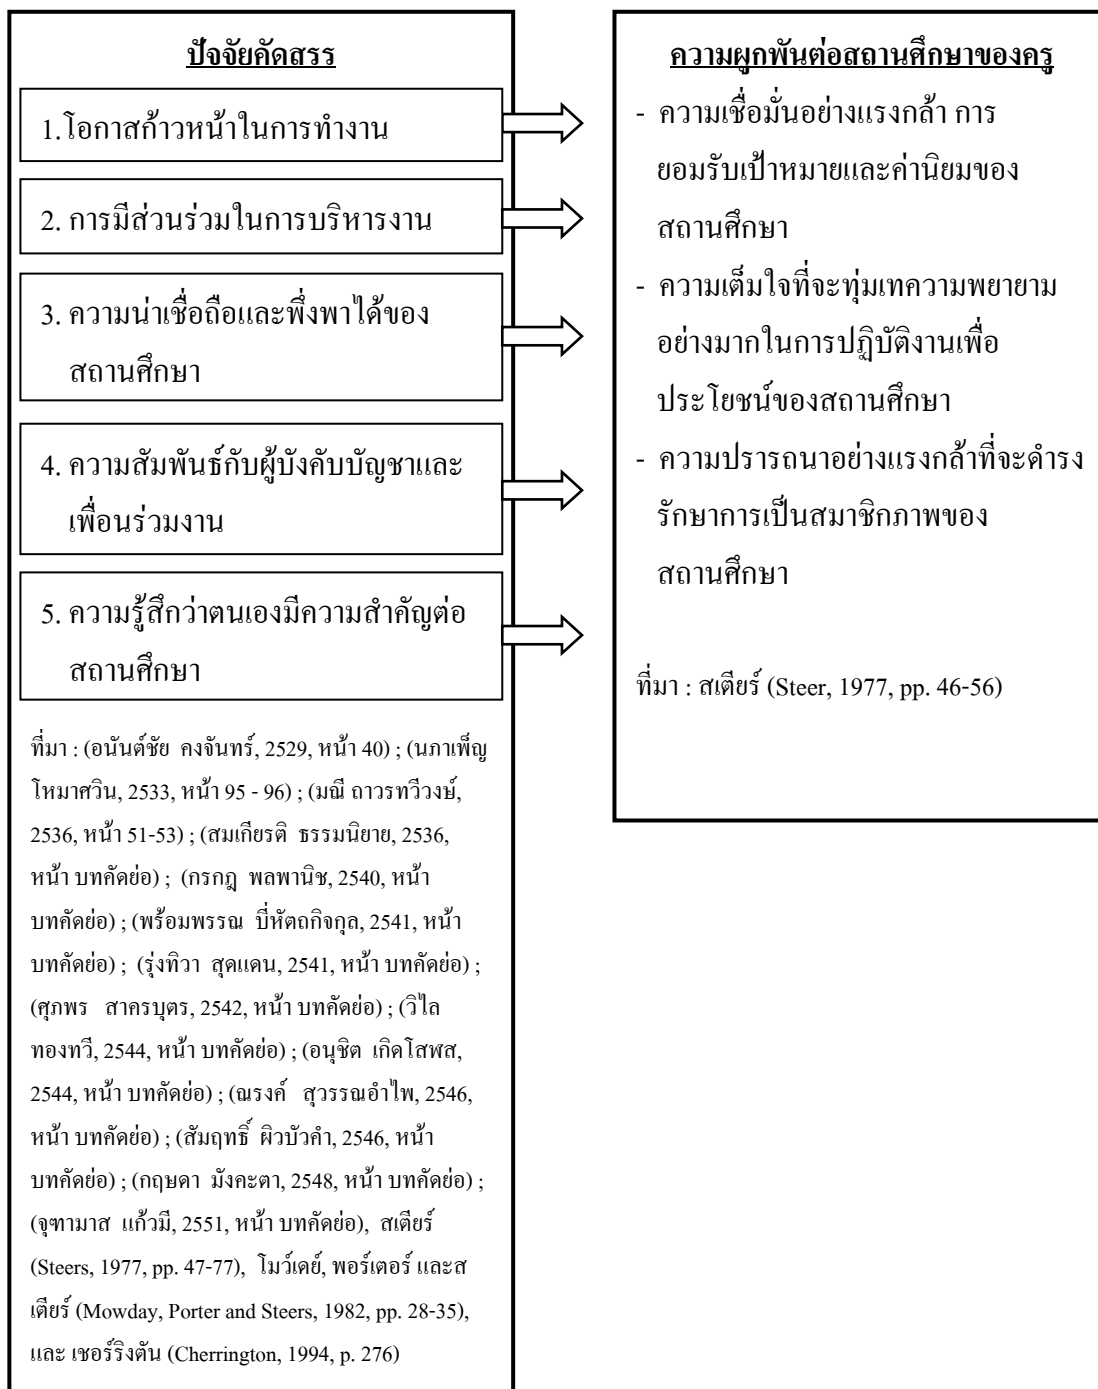 ปัจจัยคัดสรร
1.โอกาสก้าวหน้าในการทำงาน
2. การมีส่วนร่วมในการบริหารงาน
3. ความน่าเชื่อถือและพึ่งพาได้ของ
สถานศึกษา
4. ความสัมพันธ์กับผู้บังคับบัญชาและ
เพื่อนร่วมงาน
5. ความรู้สึกว่าตนเองมีความสำคัญต่อ
สถานศึกษา
ที่มา : (อนันต์ชัย คงจันทร์, 2529, หน้า 40) ; (นภาเพ็ญ
โหมาศวิน, 2533, หน้า 95 - 96) ; (มณี ถาวรทวีวงษ์,
2536, หน้า 51-53) ; (สมเกียรติ ธรรมนิยาย, 2536,
หน้า บทคัดย่อ) ; (กรกฎ พลพานิช, 2540, หน้า
บทคัดย่อ) ; (พร้อมพรรณ บี่หัตถกิจกุล, 2541, หน้า
บทคัดย่อ) ; (รุ่งทิวา สุดแดน, 2541, หน้า บทคัดย่อ) ;
(ศุภพร สาครบุตร, 2542, หน้า บทคัดย่อ) ; (วิไล
ทองทวี, 2544, หน้า บทคัดย่อ) ; (อนุชิต เกิดโสฬส,
2544, หน้า บทคัดย่อ) ; (ณรงค์ สุวรรณอำไพ, 2546,
หน้า บทคัดย่อ) ; (สัมฤทธิ์ ผิวบัวคำ, 2546, หน้า
บทคัดย่อ) ; (กฤษดา มังคะตา, 2548, หน้า บทคัดย่อ) ;
(จุฑามาส แก้วมี, 2551, หน้า บทคัดย่อ), สเตียร์
(Steers, 1977, pp. 47-77), โมว์เดย์, พอร์เตอร์ และส
เตียร์ (Mowday, Porter and Steers, 1982, pp. 28-35),
และ เชอร์ริงตัน (Cherrington, 1994, p. 276)
ความผูกพันต่อสถานศึกษาของครู
- ความเชื่อมั่นอย่างแรงกล้า การ
ยอมรับเป้าหมายและค่านิยมของ
สถานศึกษา
- ความเต็มใจที่จะทุ่มเทความพยายาม
อย่างมากในการปฏิบัติงานเพื่อ
ประโยชน์ของสถานศึกษา
- ความปรารถนาอย่างแรงกล้าที่จะดำรง
รักษาการเป็นสมาชิกภาพของ
สถานศึกษา
ที่มา : สเตียร์ (Steer, 1977, pp. 46-56)